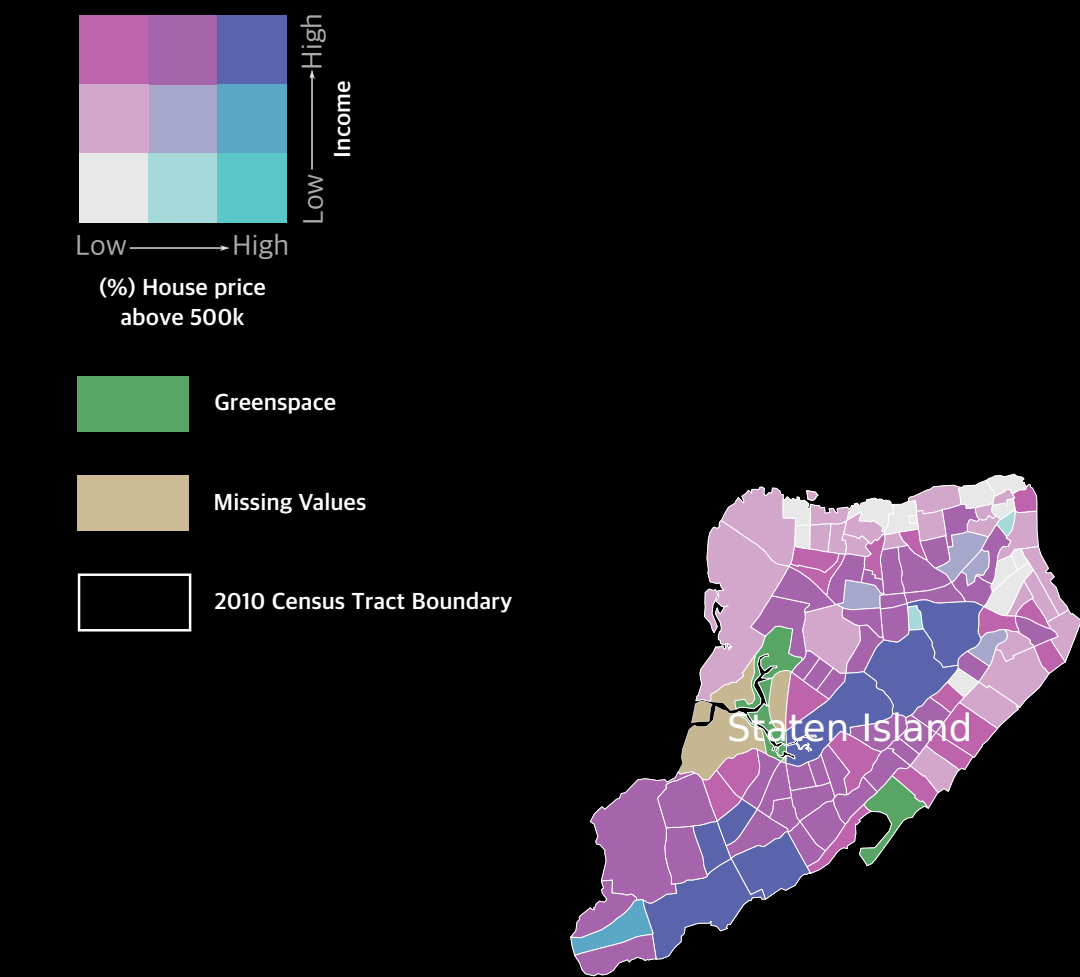 High
Income
Low
Low High
(%) House price
above 500k
Greenspace
Missing Values
2010 Census Tract Boundary
Staten Island